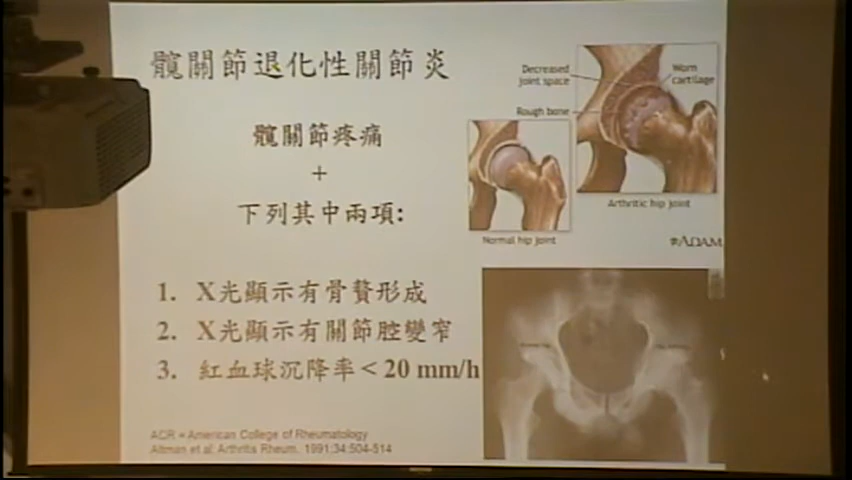 髖關節退化性關節炎
髖關節疼痛
+
下列其中兩項:
1. X光顯示有骨贅形成
2. X光顯示有關節腔變窄
3. 紅血球沉降率 < 20 mm/h
ACR = American College of Rheumatology
Altman et al. Arthritis Rheum. 1991:34:504-514
Decreased
joint space
Worn
cartilage
Rough bone
Arthritic hip joint
Normal hip joint
ADAM